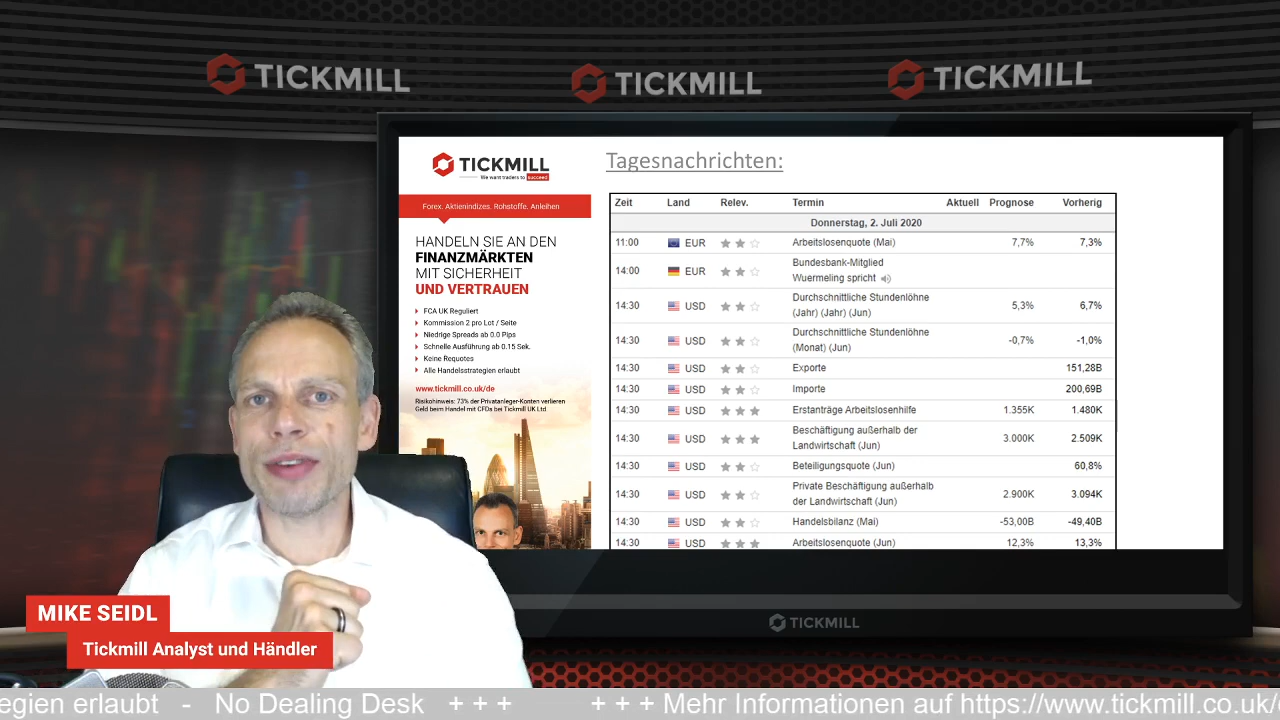 TICKMILL
TICKMILL
TICKMILL
TICKMILL
We want traders to succeed
Forex. Aktienindizes. Rohstoffe. Anleihen
HANDELN SIE AN DEN
FINANZMÄRKTEN
MIT SICHERHEIT
UND VERTRAUEN
FCA UK Reguliert
Kommission 2 pro Lot / Seite
Niedrige Spreads ab 0.0 Pips
Schnelle Ausführung ab 0.15 Sek.
Keine Requotes
Alle Handelsstrategien erlaubt
www.tickmill.co.uk/de
Risikohinweis: 73% der Privatanleger-Konten verlieren
Geld beim Handel mit CFDs bei Tickmill UK Ltd
Tagesnachrichten:
Zeit Land Relev. Termin Aktuell Prognose Vorherig
Donnerstag, 2. Juli 2020
11:00 EUR Arbeitslosenquote (Mai) 7,7% 7,3%
14:00 EUR Bundesbank-Mitglied
Wuermeling spricht
14:30 USD Durchschnittliche Stundenlöhne
(Jahr) (Jahr) (Jun) 5,3% 6,7%
14:30 USD Durchschnittliche Stundenlöhne
(Monat) (Jun) -0,7% -1,0%
14:30 USD Exporte 151,28B
14:30 USD Importe 200,69B
14:30 USD Erstanträge Arbeitslosenhilfe 1.355K 1.480K
14:30 USD Beschäftigung außerhalb der
Landwirtschaft (Jun) 3.000K 2.509K
14:30 USD Beteiligungsquote (Jun) 60,8%
14:30 USD Private Beschäftigung außerhalb
der Landwirtschaft (Jun) 2.900K 3.094K
14:30 USD Handelsbilanz (Mai) -53,00B -49,40B
14:30 USD Arbeitslosenquote (Jun) 12,3% 13,3%
TICKMILL
MIKE SEIDL
Tickmill Analyst und Händler
egien erlaubt - No Dealing Desk +++ +++ Mehr Informationen auf https://www.tickmill.co.uk/